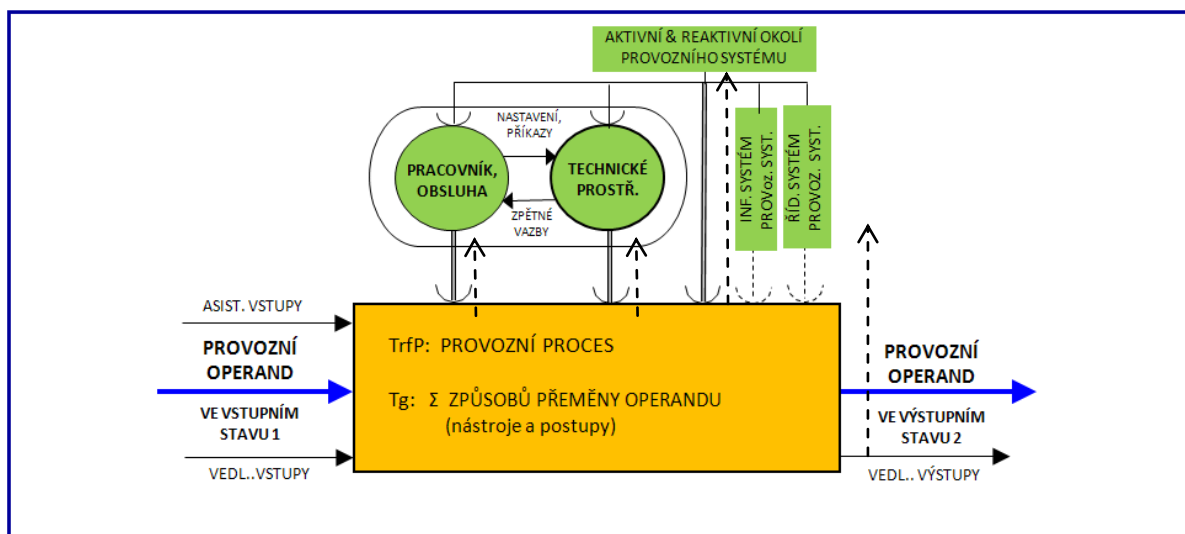 AKTIVNÍ & REAKTIVNÍ OKOLÍ
PROVOZNÍHO SYSTÉMU
NASTAVENÍ,
PŘÍKAZY
PRACOVNÍK,
OBSLUHA
TECHNICKÉ
PROSTŘ.
ZPĚTNÉ
VAZBY
INF. SYSTÉM
PROVoz. SYST.
ŘÍD. SYSTÉM
PROVOZ. SYST.
ASIST. VSTUPY
PROVOZNÍ
OPERAND
VE VSTUPNÍM
STAVU 1
VEDL.. VSTUPY
TrfP: PROVOZNÍ PROCES
Tg: Σ ZPŮSOBŮ PŘEMĚNY OPERANDU
(nástroje a postupy)
PROVOZNÍ
OPERAND
VE VÝSTUPNÍM
STAVU 2
VEDL.. VÝSTUPY